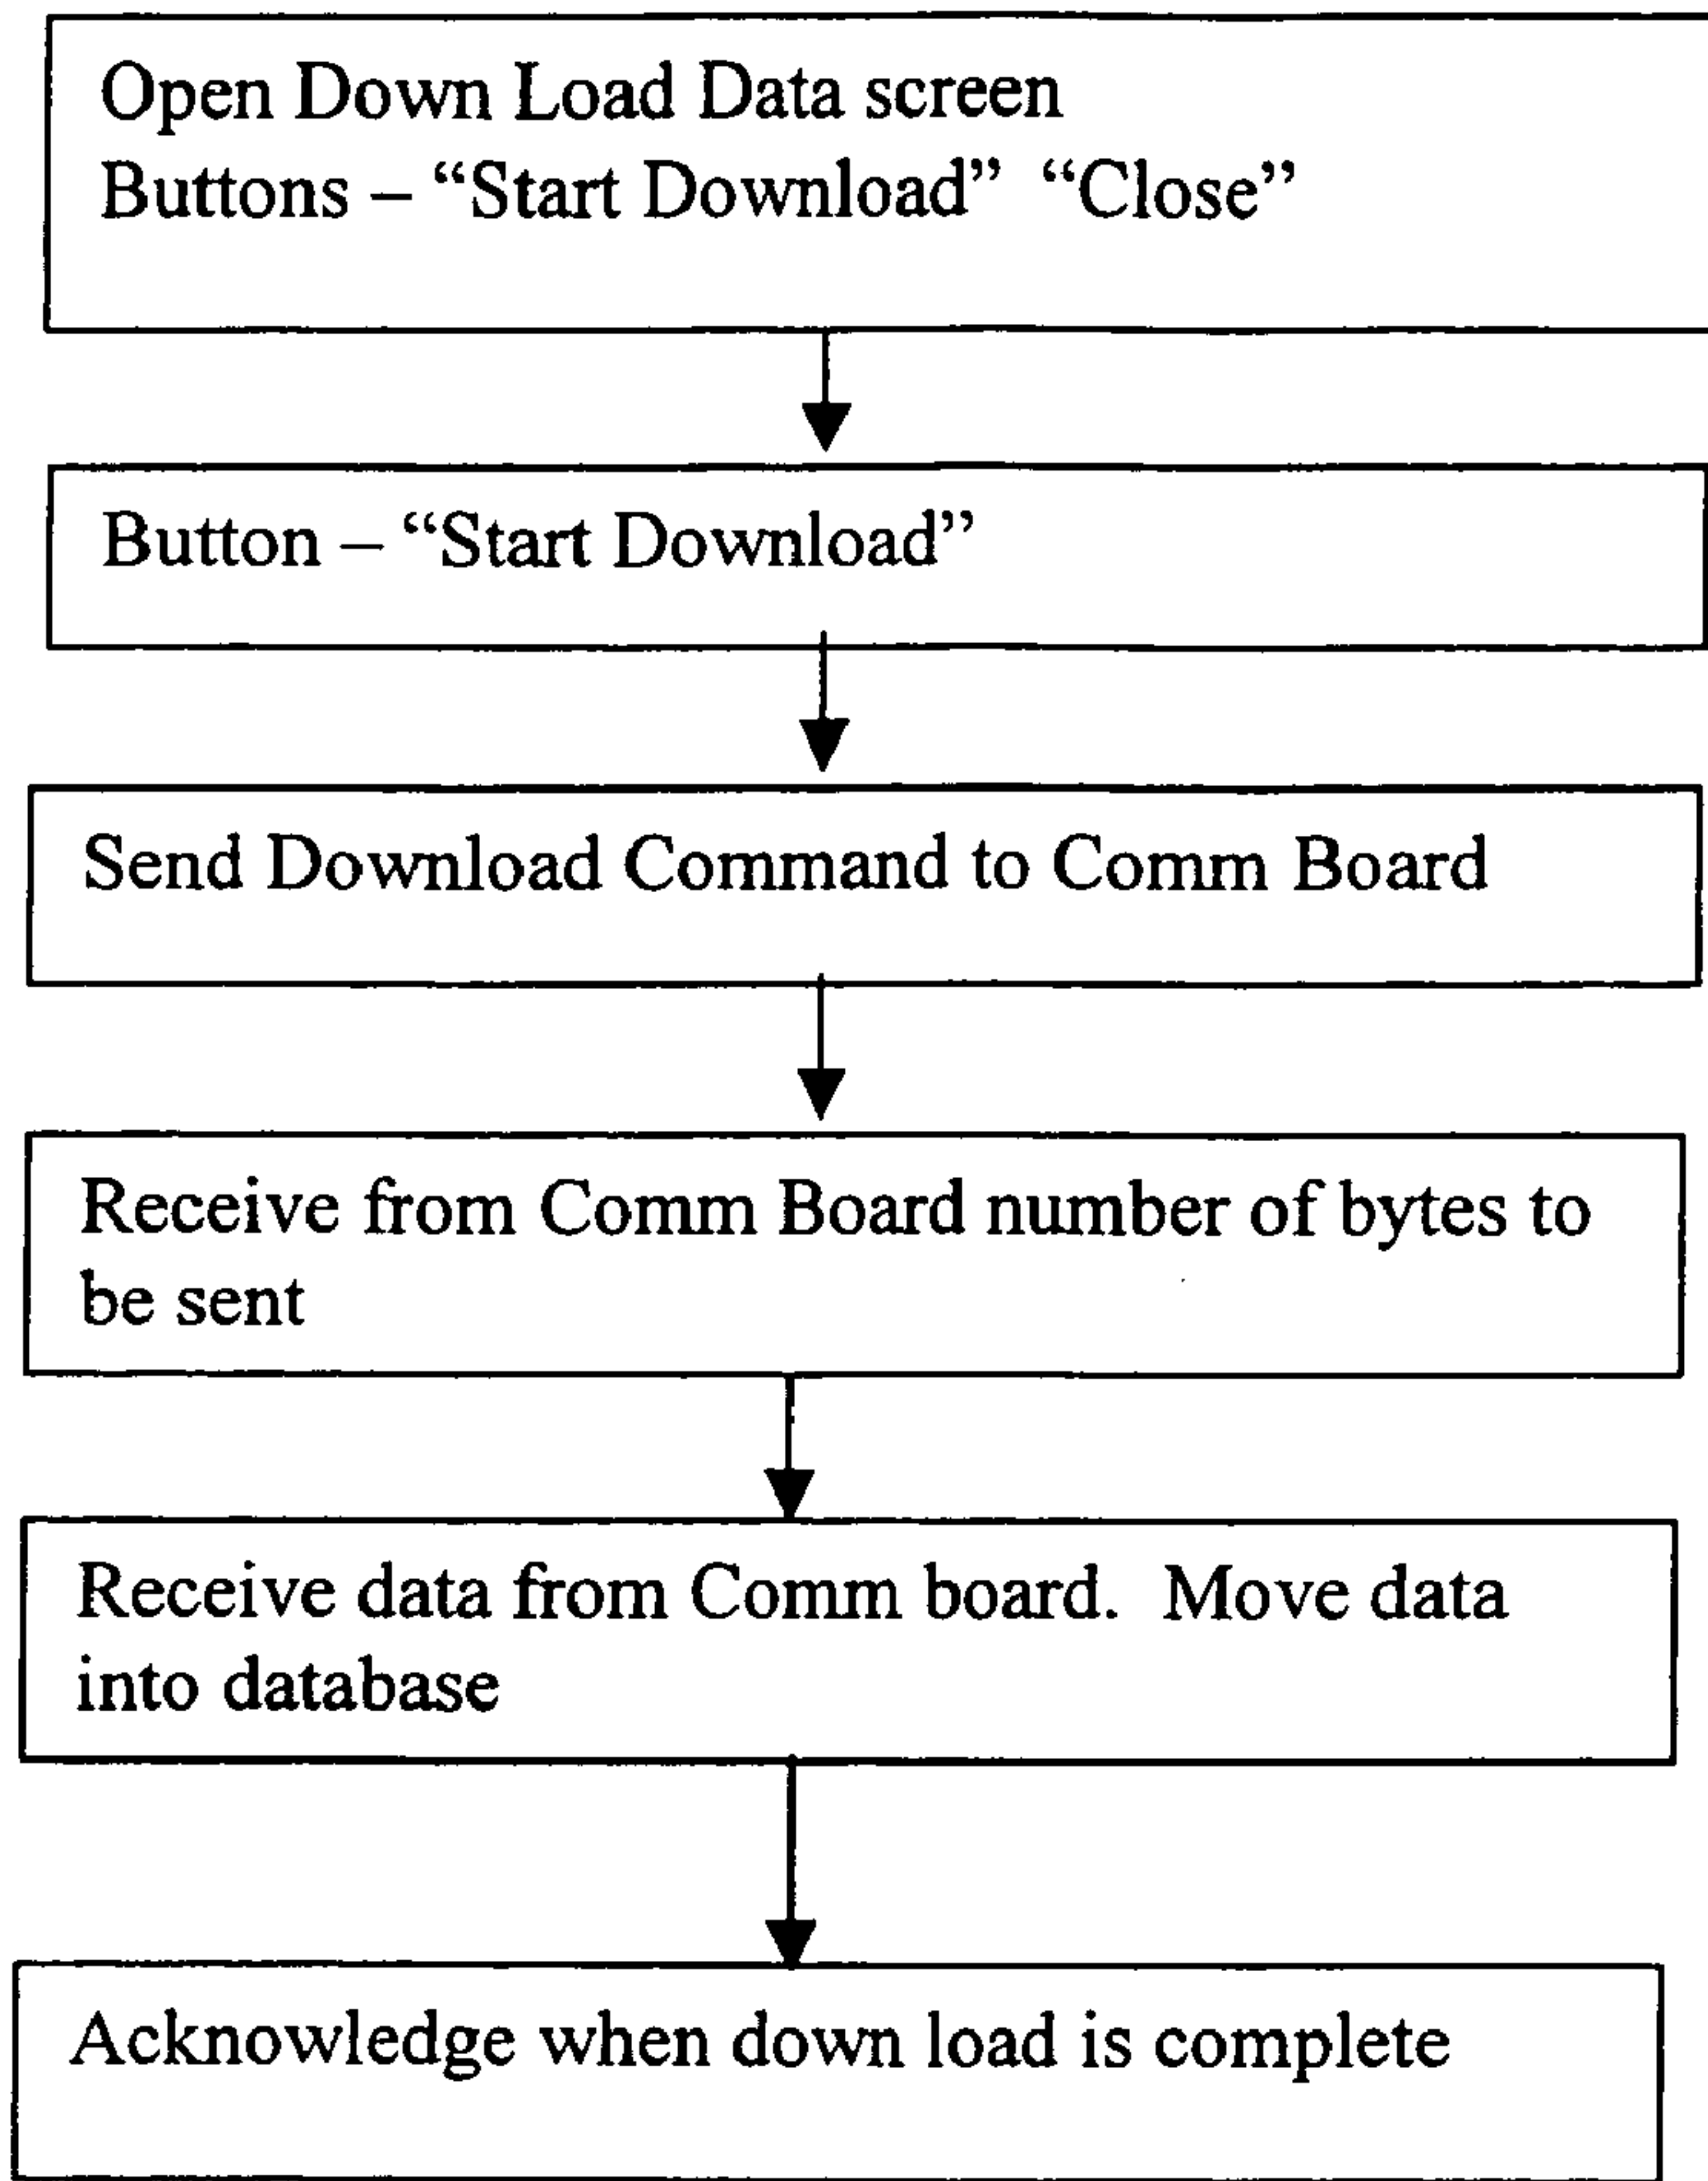 Open Down Load Data screen
Buttons – “Start Download” “Close”
Button – “Start Download”
Send Download Command to Comm Board
Receive from Comm Board number of bytes to
be sent
Receive data from Comm board. Move data
into database
Acknowledge when down load is complete